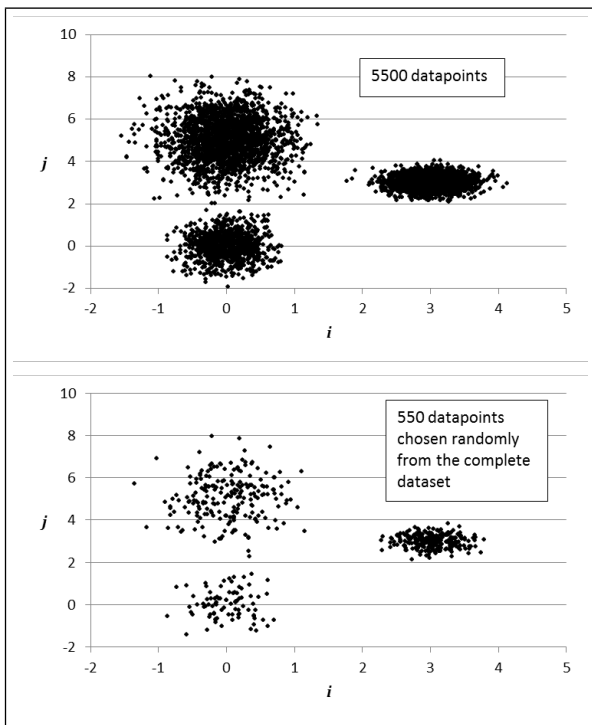 10
8
6
4
2
0
-2
j
5500 datapoints
-2 -1 0 1 2 3 4 5
i
10
8
6
4
2
0
-2
j
550 datapoints
chosen randomly
from the complete
dataset
-2 -1 0 1 2 3 4 5
i